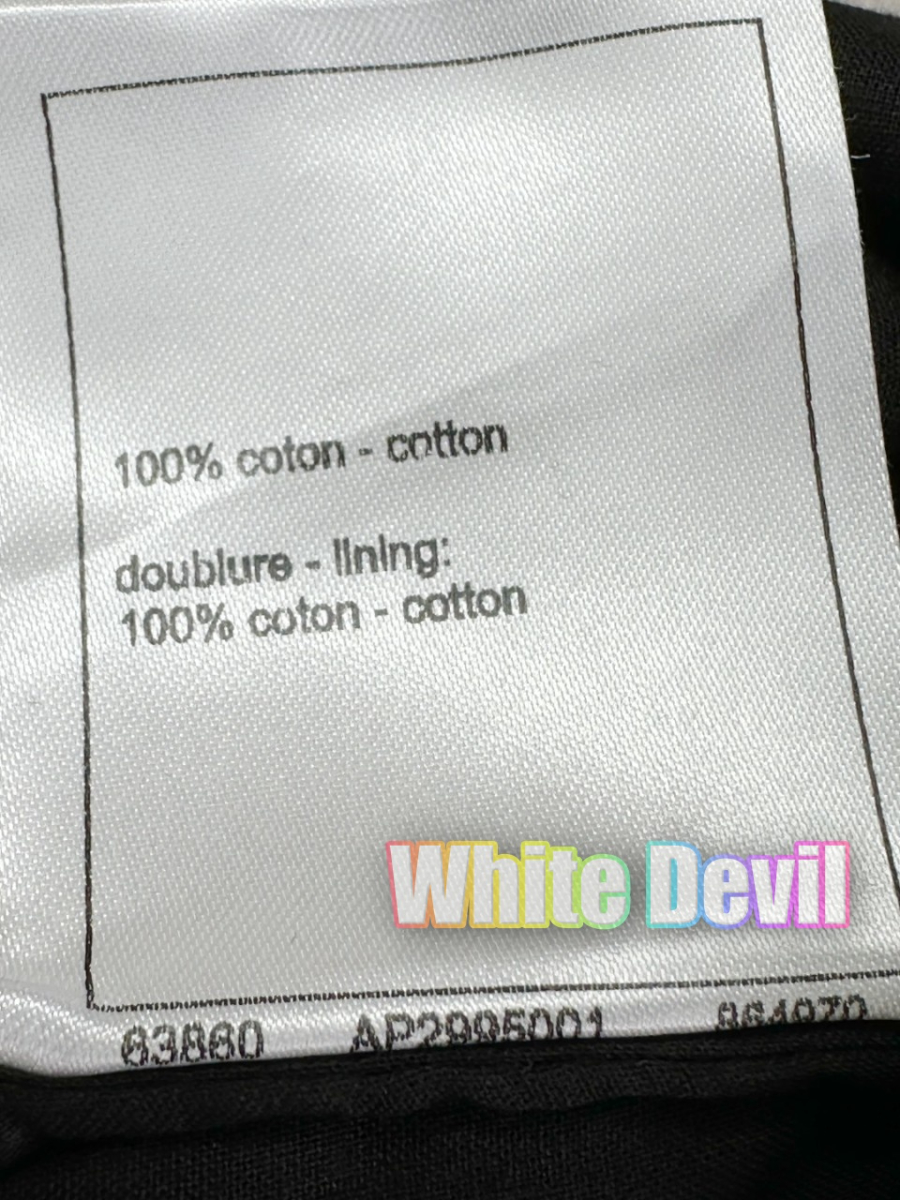 100% coton - cotton
doublure - lining:
100% coton - cotton
White Devil
63860